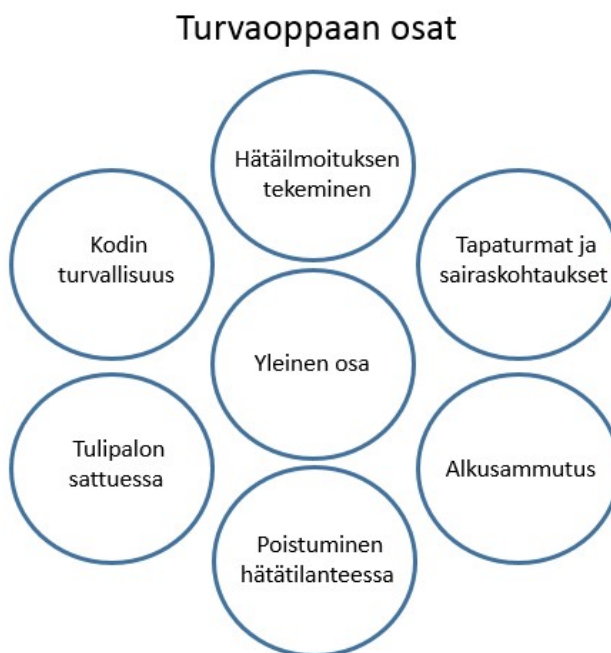 Turvaoppaan osat
Hätäilmoituksen
tekeminen
Kodin
turvallisuus
Tapaturmat ja
sairaskohtaukset
Yleinen osa
Tulipalon
sattuessa
Alkusammutus
Poistuminen
hätätilanteessa